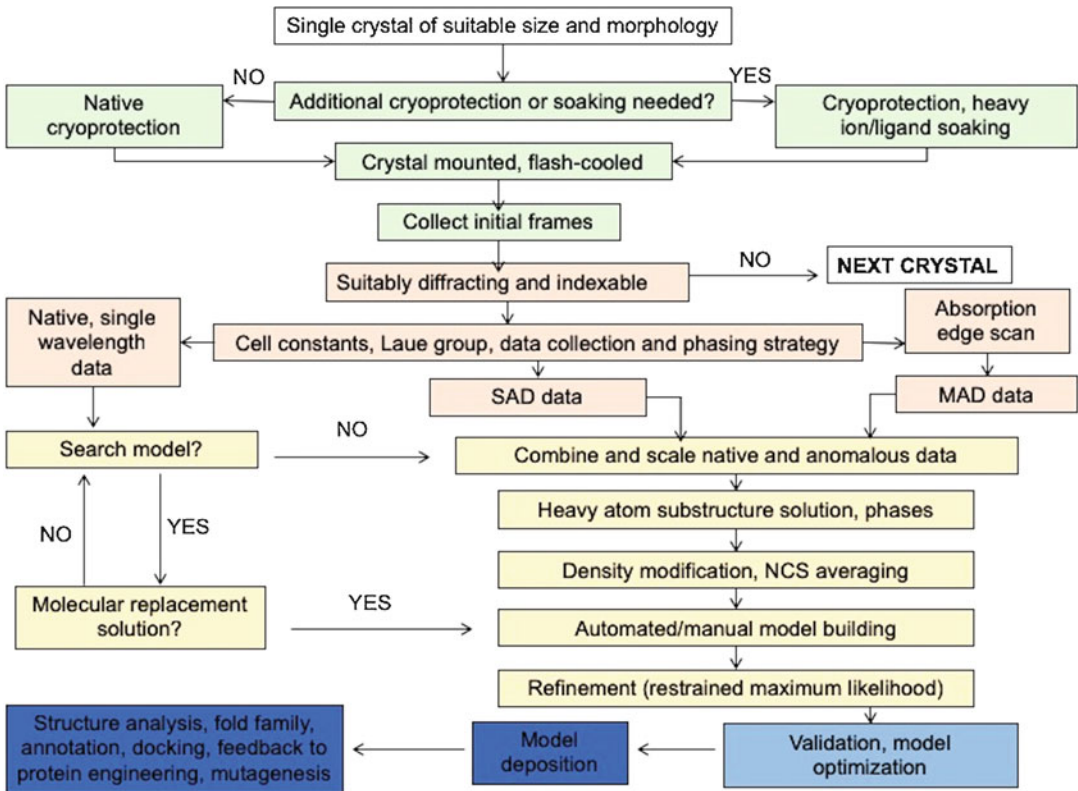 Single crystal of suitable size and morphology
NO
YES
Native
cryoprotection
Additional cryoprotection or soaking needed?
Cryoprotection, heavy
ion/ligand soaking
Crystal mounted, flash-cooled
Collect initial frames
Suitably diffracting and indexable
NO
NEXT CRYSTAL
Native, single
wavelength
data
Cell constants, Laue group, data collection and phasing strategy
Absorption
edge scan
SAD data
MAD data
Search model?
NO
Combine and scale native and anomalous data
Heavy atom substructure solution, phases
NO
YES
Density modification, NCS averaging
Molecular replacement
solution?
YES
Automated/manual model building
Refinement (restrained maximum likelihood)
Structure analysis, fold family,
annotation, docking, feedback to
protein engineering, mutagenesis
Model
deposition
Validation, model
optimization